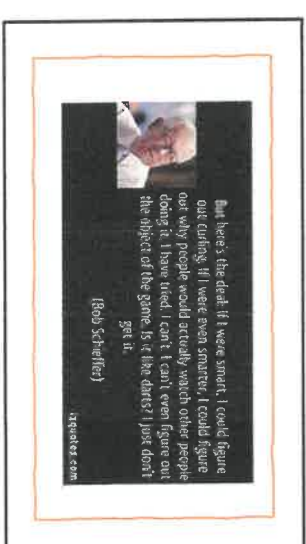 But here's the deal: if I were smart, I could figure
out curling. If I were even smarter, I could figure
out why people would actually watch other people
doing it. I have tried. I can't. I can't even figure out
the object of the game. Is it like darts? I just don't
get it.
(Bob Schieffer)
izquotes.com